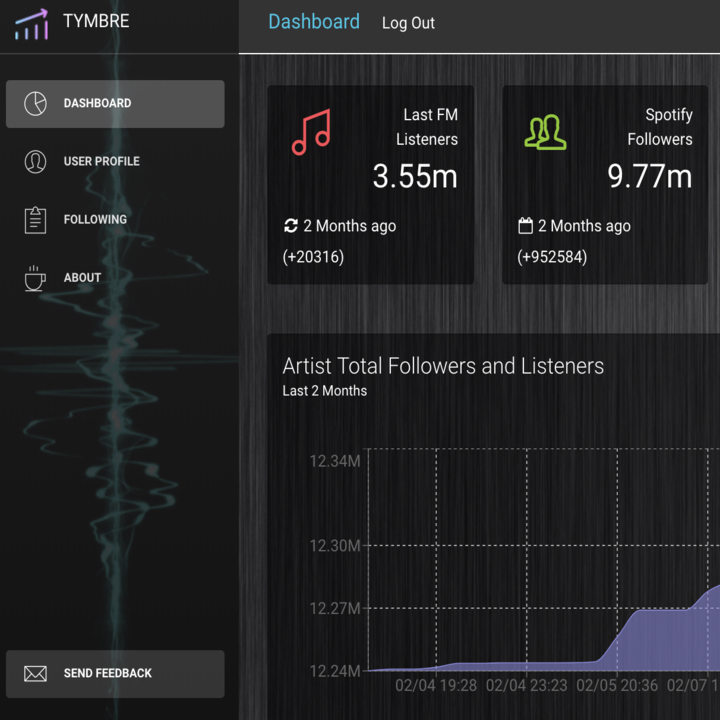 TYMBRE
Dashboard
Log Out
DASHBOARD
USER PROFILE
FOLLOWING
ABOUT
SEND FEEDBACK
Last FM
Listeners
3.55m
2 Months ago
(+20316)
Spotify
Followers
9.77m
2 Months ago
(+952584)
Artist Total Followers and Listeners
Last 2 Months
12.34M
12.30M
12.27M
12.24M
02/04 19:28 02/04 23:23 02/05 20:36 02/07 1